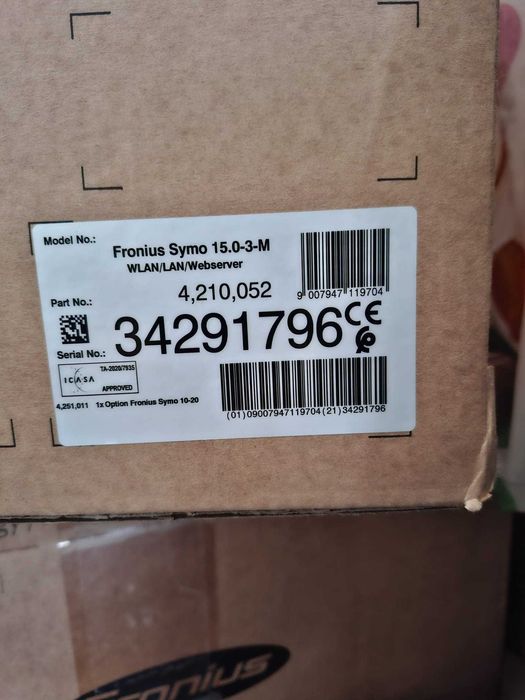 Model No.:
Fronius Symo 15.0-3-M
WLAN/LAN/Webserver
9 007947 119704
Part No.:
4,210,052
Serial No.:
34291796
CE
ICASA
TA-2020/7935
APPROVED
4,251,011 1x Option Fronius Symo 10-20
(01)09007947119704(21)34291796
Fronius